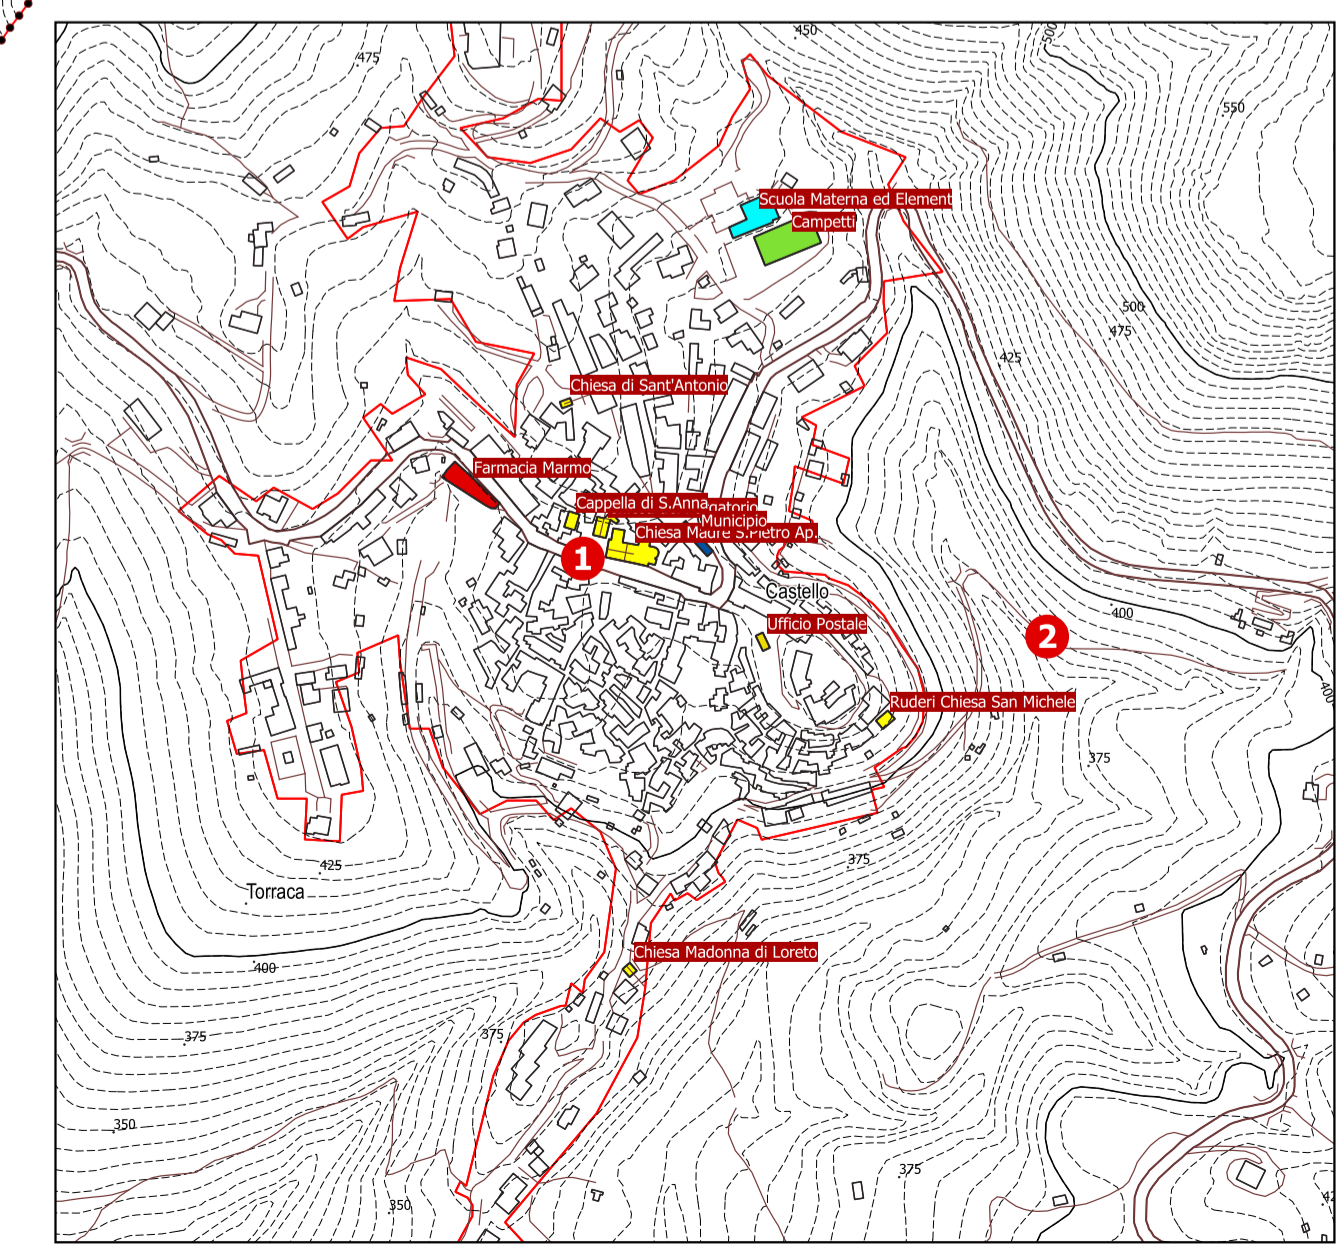 450
500
475
550
Scuola Materna ed Element
Campetti
500
475
425
Chiesa di Sant'Antonio
Farmacia Marmo
Cappella di S.Anna
Municipio
Chiesa Madre S.Pietro Ap.
1
Castello
400
Ufficio Postale
2
400
Ruderi Chiesa San Michele
375
375
425
Torraca
Chiesa Madonna di Loreto
400
375
375
350
375
350